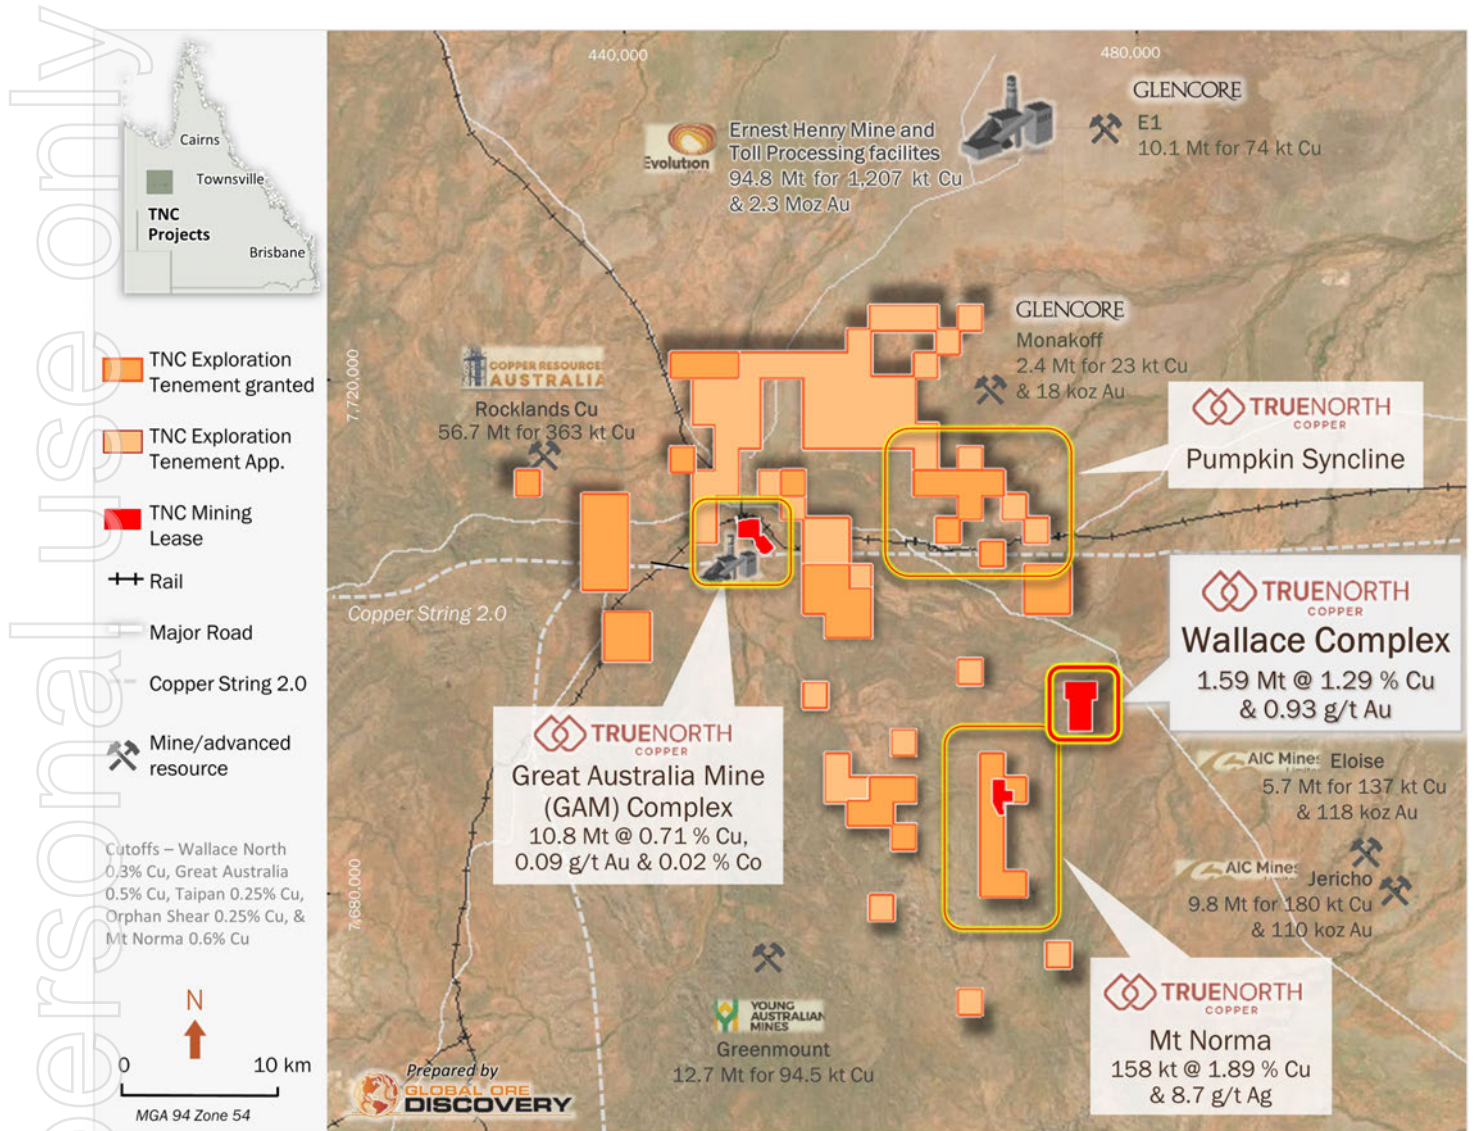 ersonal use only
Cairns
Townsville
TNC
Projects
Brisbane
TNC Exploration
Tenement granted
TNC Exploration
Tenement App.
TNC Mining
Lease
Rail
Major Road
Copper String 2.0
Mine/advanced
resource
Cutoffs – Wallace North
0.3% Cu, Great Australia
0.5% Cu, Taipan 0.25% Cu,
Orphan Shear 0.25% Cu, &
Mt Norma 0.6% Cu
N
0 10 km
MGA 94 Zone 54
440,000
480,000
7,720,000
7,680,000
Evolution
Ernest Henry Mine and
Toll Processing facilites
94.8 Mt for 1,207 kt Cu
& 2.3 Moz Au
GLENCORE
E1
10.1 Mt for 74 kt Cu
GLENCORE
Monakoff
2.4 Mt for 23 kt Cu
& 18 koz Au
COPPER RESOURCES
AUSTRALIA
Rocklands Cu
56.7 Mt for 363 kt Cu
TRUENORTH
COPPER
Pumpkin Syncline
Copper String 2.0
TRUENORTH
COPPER
Wallace Complex
1.59 Mt @ 1.29 % Cu
& 0.93 g/t Au
TRUENORTH
COPPER
Great Australia Mine
(GAM) Complex
10.8 Mt @ 0.71 % Cu,
0.09 g/t Au & 0.02 % Co
AIC Mines
Eloise
5.7 Mt for 137 kt Cu
& 118 koz Au
AIC Mines
Jericho
9.8 Mt for 180 kt Cu
& 110 koz Au
TRUENORTH
COPPER
Mt Norma
158 kt @ 1.89 % Cu
& 8.7 g/t Ag
YOUNG
AUSTRALIAN
MINES
Greenmount
12.7 Mt for 94.5 kt Cu
Prepared by
GLOBAL ORE
DISCOVERY